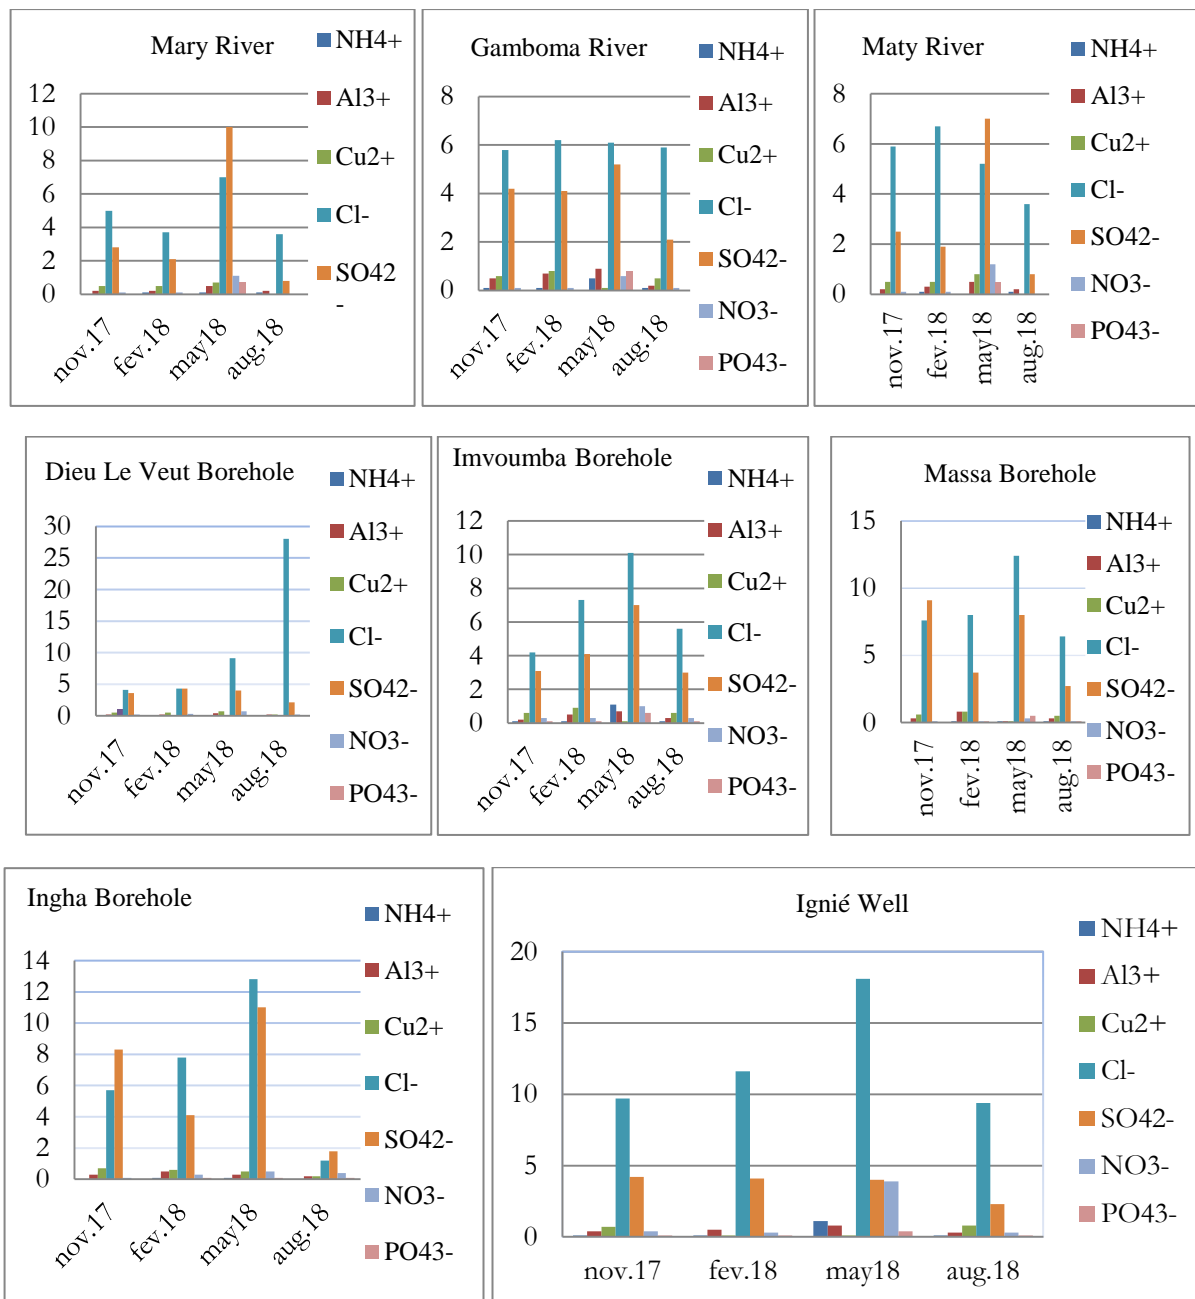 Mary River
12
10
8
6
4
2
0
nov.17
fev.18
may18
aug.18
NH4+
Al3+
Cu2+
Cl-
SO42
-
Gamboma River
8
6
4
2
0
nov.17
fev.18
may18
aug.18
NH4+
Al3+
Cu2+
Cl-
SO42-
NO3-
PO43-
Maty River
8
6
4
2
0
nov.17
fev.18
may18
aug.18
NH4+
Al3+
Cu2+
Cl-
SO42-
NO3-
PO43-
Dieu Le Veut Borehole
30
25
20
15
10
5
0
nov.17
fev.18
may18
aug.18
NH4+
Al3+
Cu2+
Cl-
SO42-
NO3-
PO43-
Imvoumba Borehole
12
10
8
6
4
2
0
nov.17
fev.18
may18
aug.18
NH4+
Al3+
Cu2+
Cl-
SO42-
NO3-
PO43-
Massa Borehole
15
10
5
0
nov.17
fev.18
may18
aug.18
NH4+
Al3+
Cu2+
Cl-
SO42-
NO3-
PO43-
Ingha Borehole
14
12
10
8
6
4
2
0
nov.17
fev.18
may18
aug.18
NH4+
Al3+
Cu2+
Cl-
SO42-
NO3-
PO43-
Ignié Well
20
15
10
5
0
nov.17
fev.18
may18
aug.18
NH4+
Al3+
Cu2+
Cl-
SO42-
NO3-
PO43-